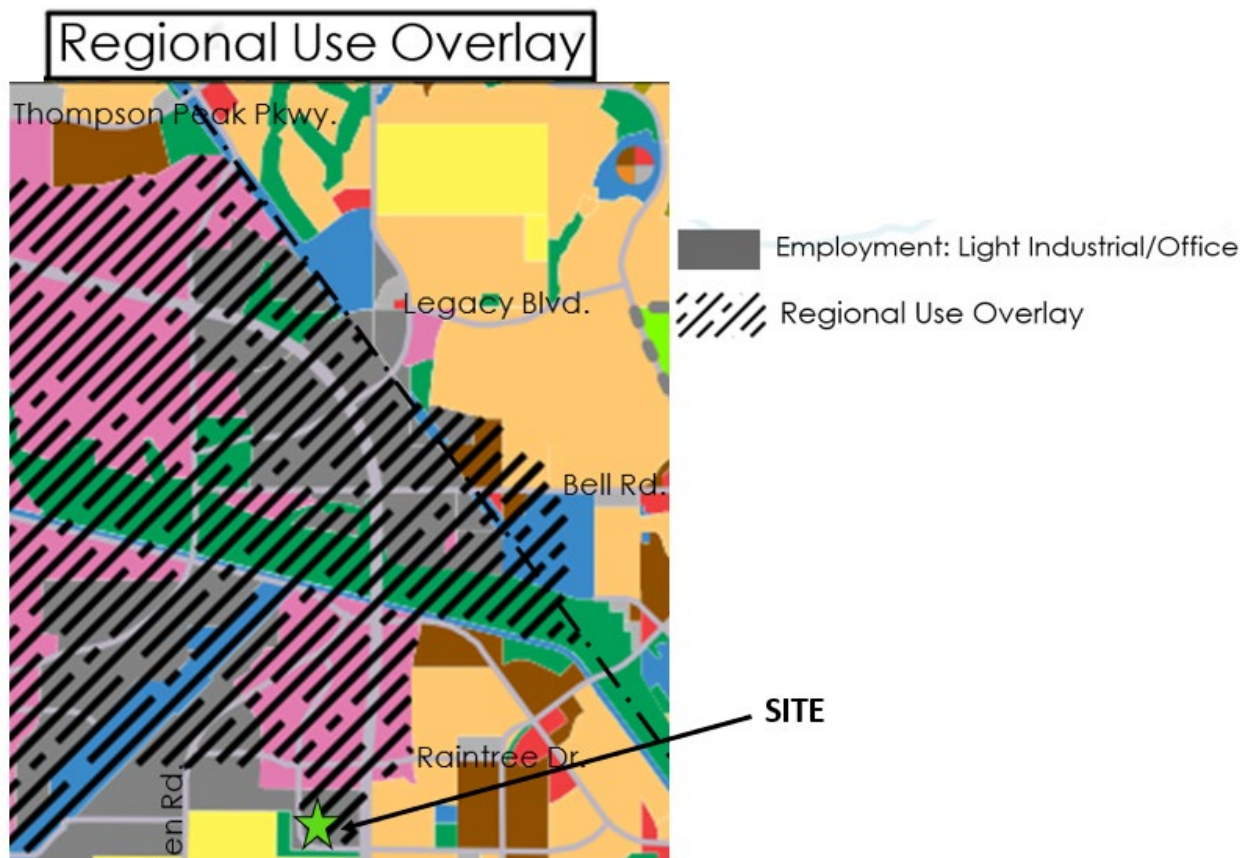 Regional Use Overlay
Thompson Peak Pkwy.
Employment: Light Industrial/Office
Legacy Blvd.
Regional Use Overlay
Bell Rd.
SITE
Raintree Dr.
en Rd.